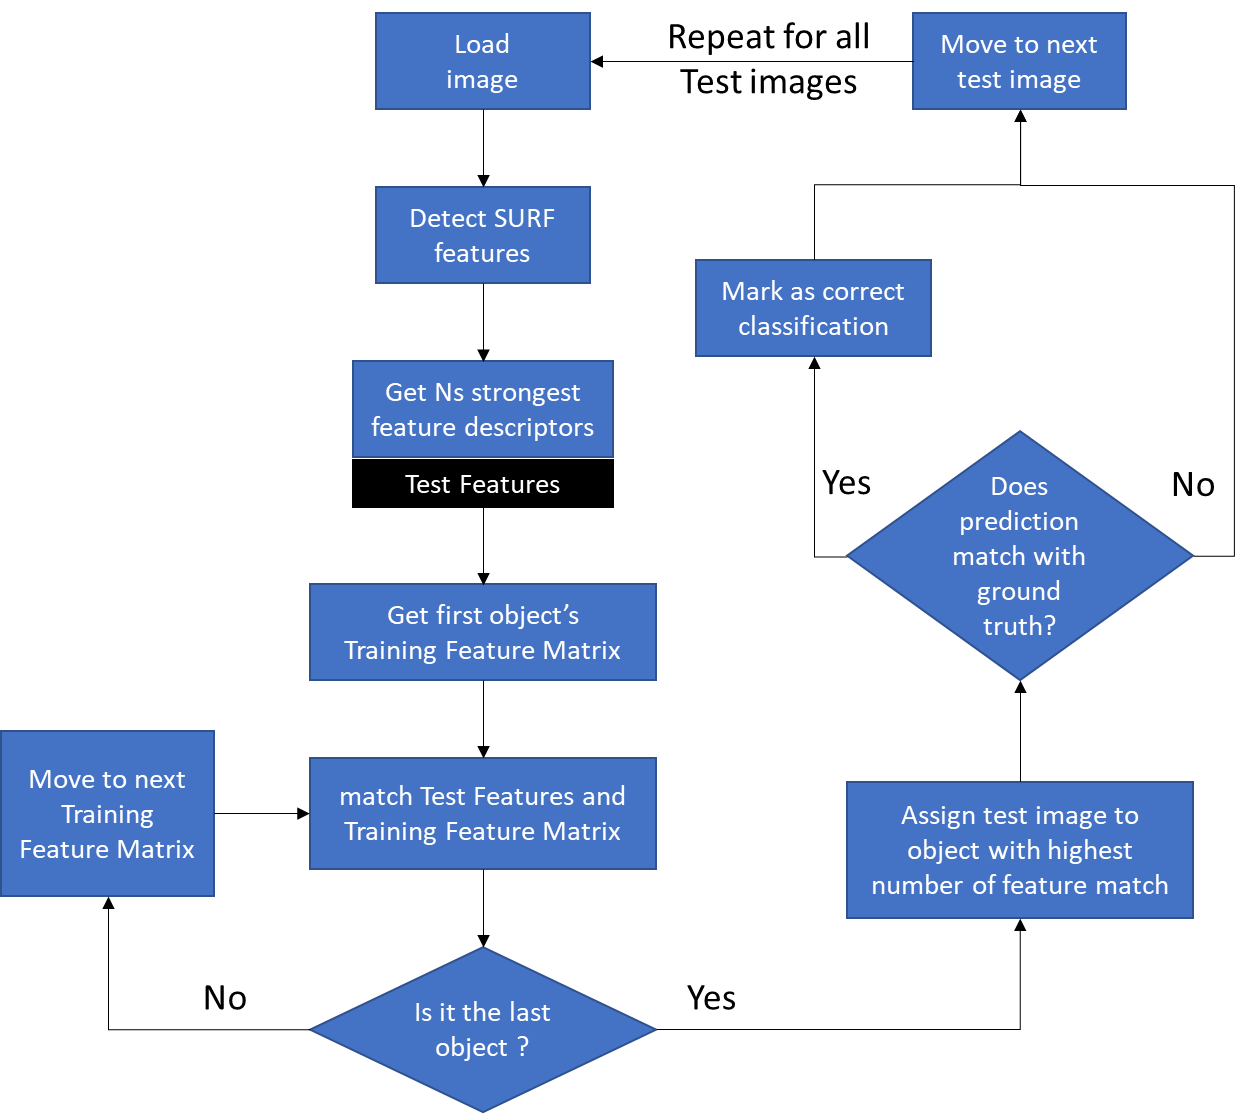 Load
image
Repeat for all
Test images
Move to next
test image
Detect SURF
features
Mark as correct
classification
Get Ns strongest
feature descriptors
Test Features
Yes
No
Does
prediction
match with
ground
truth?
Get first object’s
Training Feature Matrix
Move to next
Training
Feature Matrix
match Test Features and
Training Feature Matrix
Assign test image to
object with highest
number of feature match
No
Yes
Is it the last
object ?